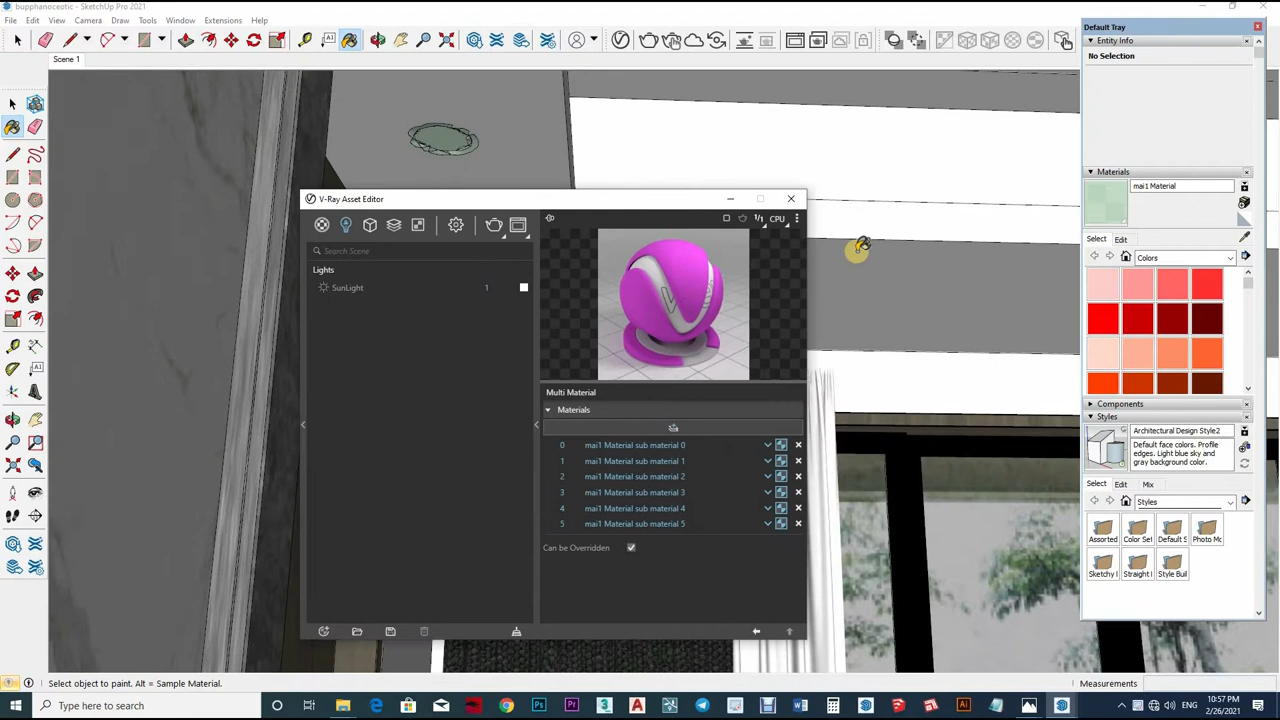 bupphanoceotic - SketchUp Pro 2021
File Edit View Camera Draw Tools Window Extensions Help
Scene 1
Default Tray
Entity Info
No Selection
Materials
mai1 Material
Select Edit
Colors
Components
Styles
Architectural Design Style2
Default face colors. Profile
edges. Light blue sky and
gray background color.
Select Edit Mix
Styles
Assorted Color Set Default S Photo Mo
Sketchy I Straight I Style Buil
V-Ray Asset Editor
CPU
Search Scene
Lights
SunLight 1
Multi Material
Materials
0 mai1 Material sub material 0
1 mai1 Material sub material 1
2 mai1 Material sub material 2
3 mai1 Material sub material 3
4 mai1 Material sub material 4
5 mai1 Material sub material 5
Can be Overridden
Select object to paint. Alt = Sample Material.
Measurements
Type here to search
ENG
10:57 PM
2/26/2021